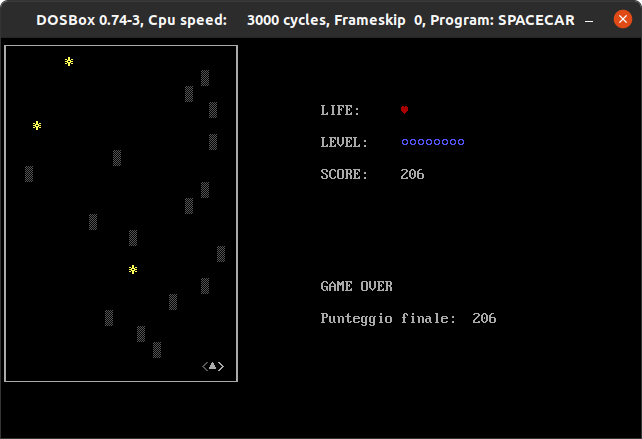 DOSBox 0.74-3, Cpu speed: 3000 cycles, Frameskip 0, Program: SPACECAR
LIFE: ♥
LEVEL: oooooooo
SCORE: 206
GAME OVER
Punteggio finale: 206